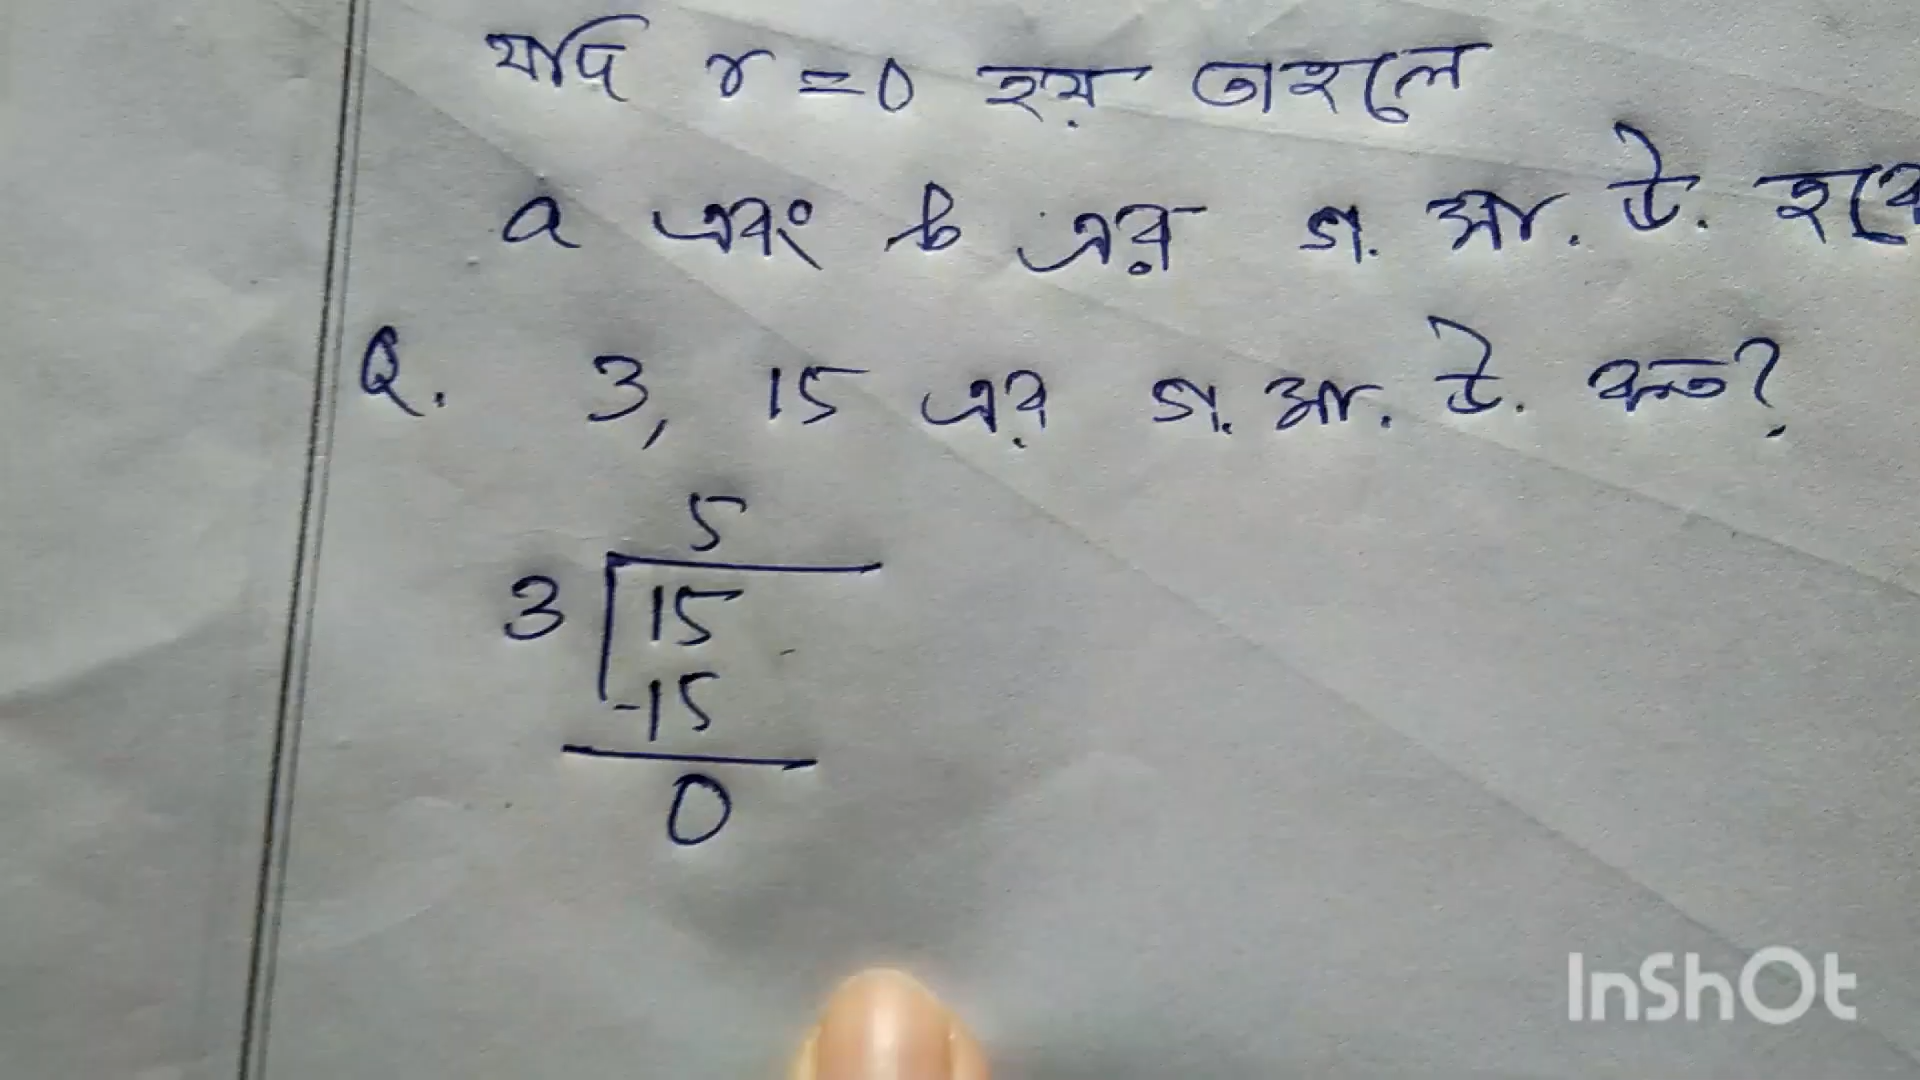 যদি r = 0 হয় তাহলে
a এবং b এর গ. সা. উ. হবে
Q. 3, 15 এর গ. সা. উ. কত?
5
3 15
-15
0
InShOt